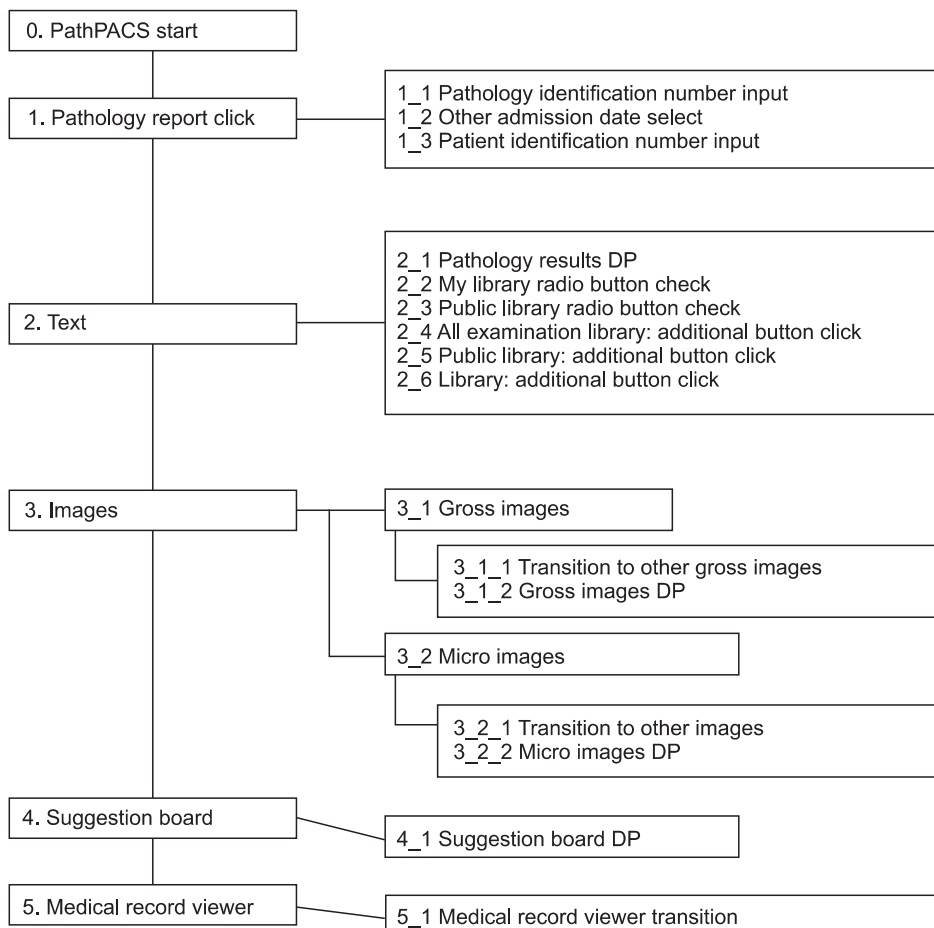 0. PathPACS start
1. Pathology report click
1_1 Pathology identification number input
1_2 Other admission date select
1_3 Patient identification number input
2. Text
2_1 Pathology results DP
2_2 My library radio button check
2_3 Public library radio button check
2_4 All examination library: additional button click
2_5 Public library: additional button click
2_6 Library: additional button click
3. Images
3_1 Gross images
3_1_1 Transition to other gross images
3_1_2 Gross images DP
3_2 Micro images
3_2_1 Transition to other images
3_2_2 Micro images DP
4. Suggestion board
4_1 Suggestion board DP
5. Medical record viewer
5_1 Medical record viewer transition